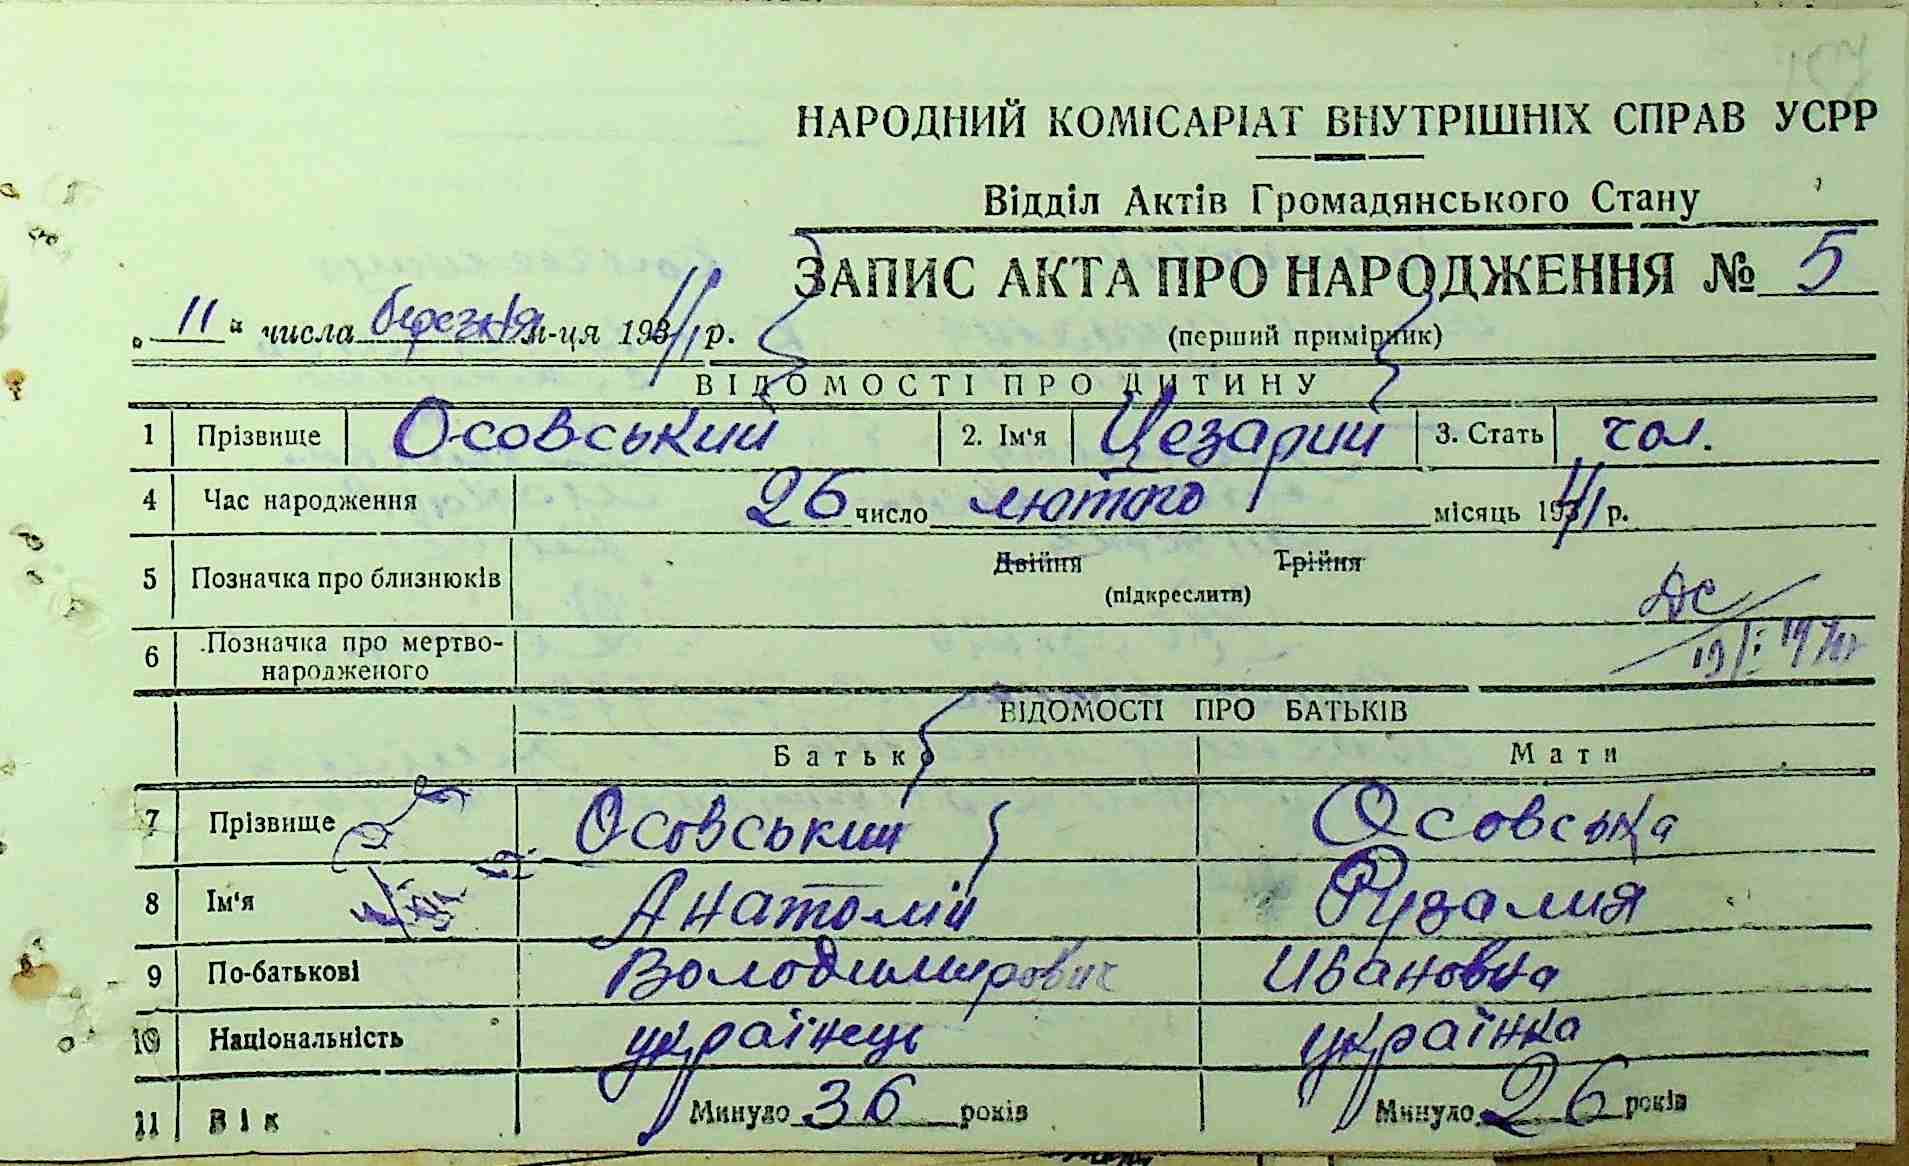 НАРОДНИЙ КОМІСАРІАТ ВНУТРІШНІХ СПРАВ УСРР
Відділ Актів Громадянського Стану
ЗАПИС АКТА ПРО НАРОДЖЕННЯ № 5
„ 11 “ числа березня м-ця 1941 р.
(перший примірник)
ВІДОМОСТІ ПРО ДИТИНУ
1 Прізвище Осовський 2. Ім'я Цезарий 3. Стать чол.
4 Час народження 26 число лютого місяць 1941 р.
5 Позначка про близнюків Двійня Трійня
(підкреслити)
ДС
6 Позначка про мертво-
народженого
ВІДОМОСТІ ПРО БАТЬКІВ
Батько Мати
7 Прізвище Осовський Осовська
8 Ім'я Анатолій Рузалия
9 По-батькові Володимирович Ивановна
10 Національність українець українка
11 Вік Минуло 36 років Минуло 26 років